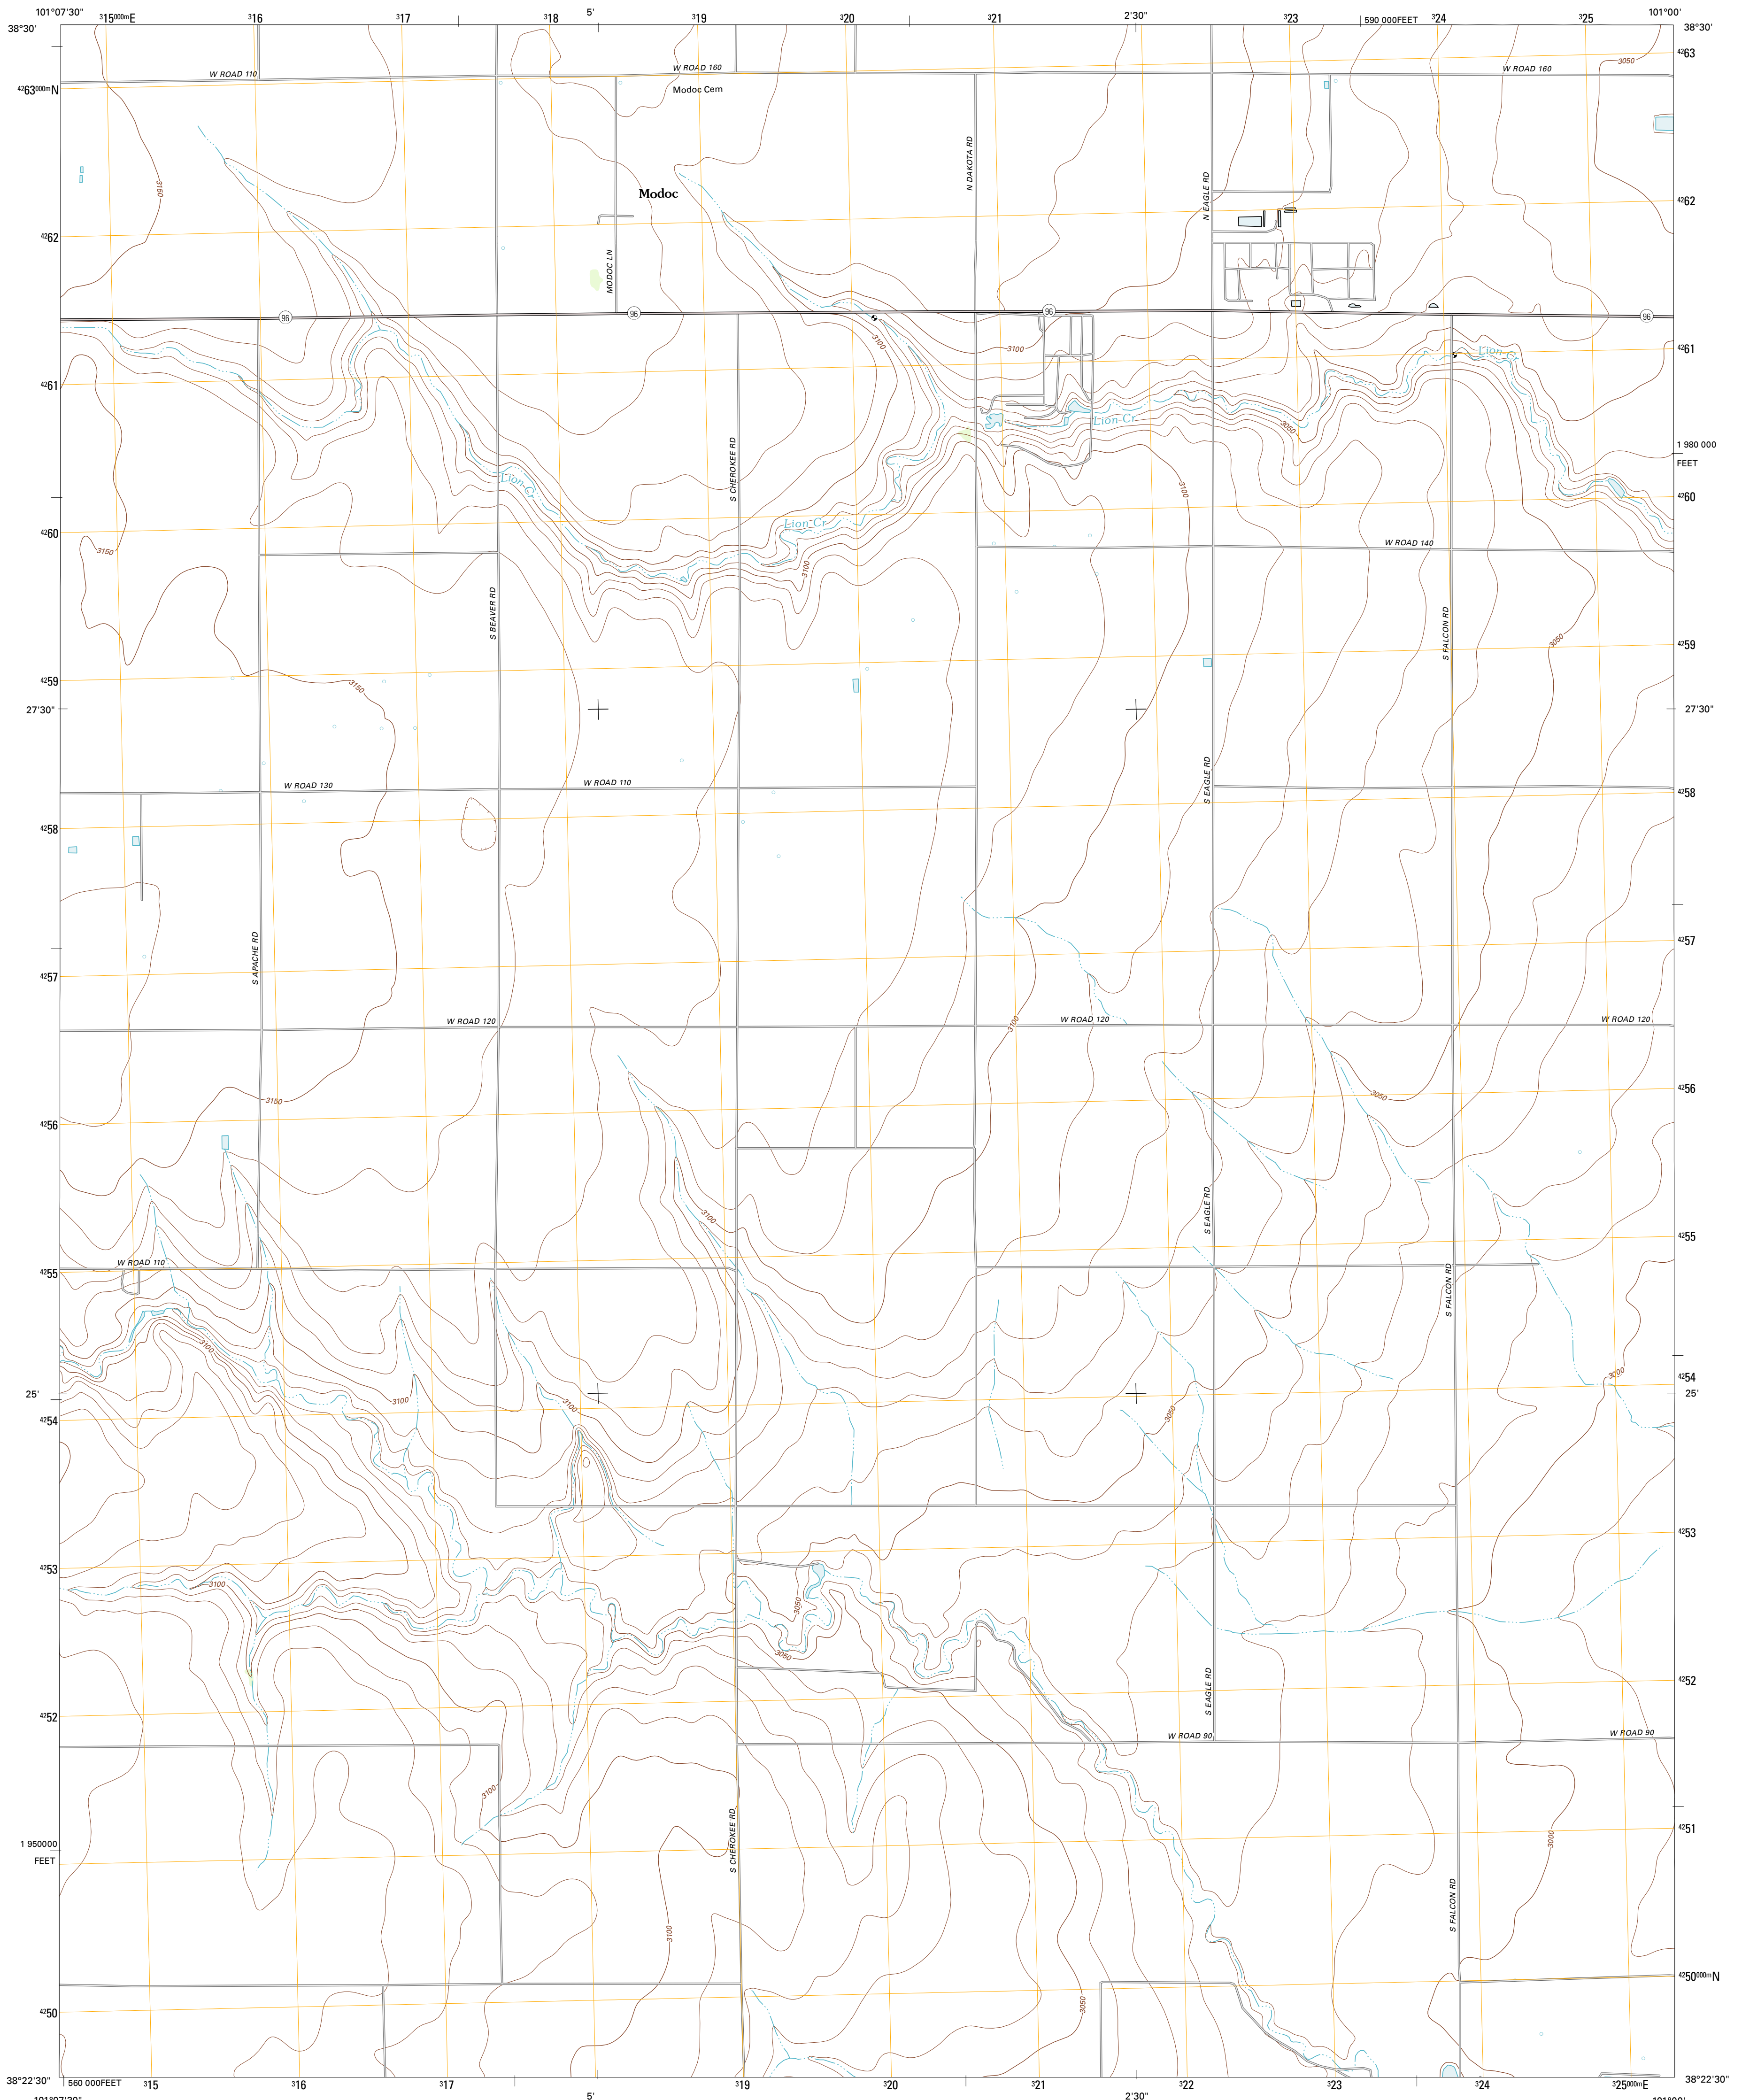 101°07'30"
315000mE
316
317
318
5'
319
320
321
2'30"
323
590 000FEET
324
325
101°00'
38°30'
38°30'
4263
W ROAD 110
W ROAD 160
W ROAD 160
3050
4263000mN
Modoc Cem
N DAKOTA RD
3150
Modoc
N EAGLE RD
4262
4262
MODOC LN
96
96
96
96
3100
3100
Lion Cr
4261
4261
Lion Cr
3050
S CHEROKEE RD
1 980 000
FEET
Lion Cr
3100
4260
Lion Cr
4260
W ROAD 140
3150
3100
S BEAVER RD
S FALCON RD
3050
4259
4259
3150
27'30"
27'30"
S EAGLE RD
W ROAD 130
W ROAD 110
4258
4258
4257
S APACHE RD
4257
W ROAD 120
3100
W ROAD 120
W ROAD 120
4256
3150
3050
4256
3100
S EAGLE RD
4255
W ROAD 110
4255
S FALCON RD
3100
3000
4254
25'
25'
3100
3100
3050
4254
4253
4253
3100
3050
3050
S EAGLE RD
4252
4252
W ROAD 90
W ROAD 90
3100
S CHEROKEE RD
4251
3000
1 950000
FEET
S FALCON RD
3100
4250000mN
3050
4250
38°22'30"
560 000FEET
315
316
317
5'
319
320
321
2'30"
322
323
324
325000mE
38°22'30"